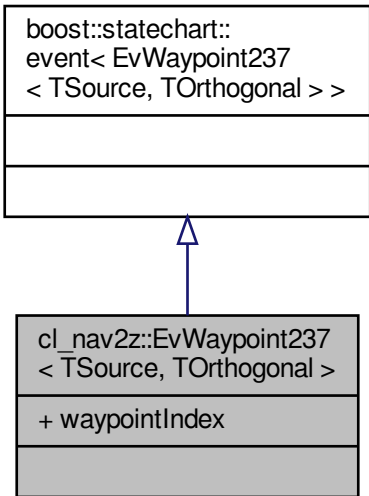 boost::statechart::
event< EvWaypoint237
< TSource, TOrthogonal > >
cl_nav2z::EvWaypoint237
< TSource, TOrthogonal >
+ waypointIndex